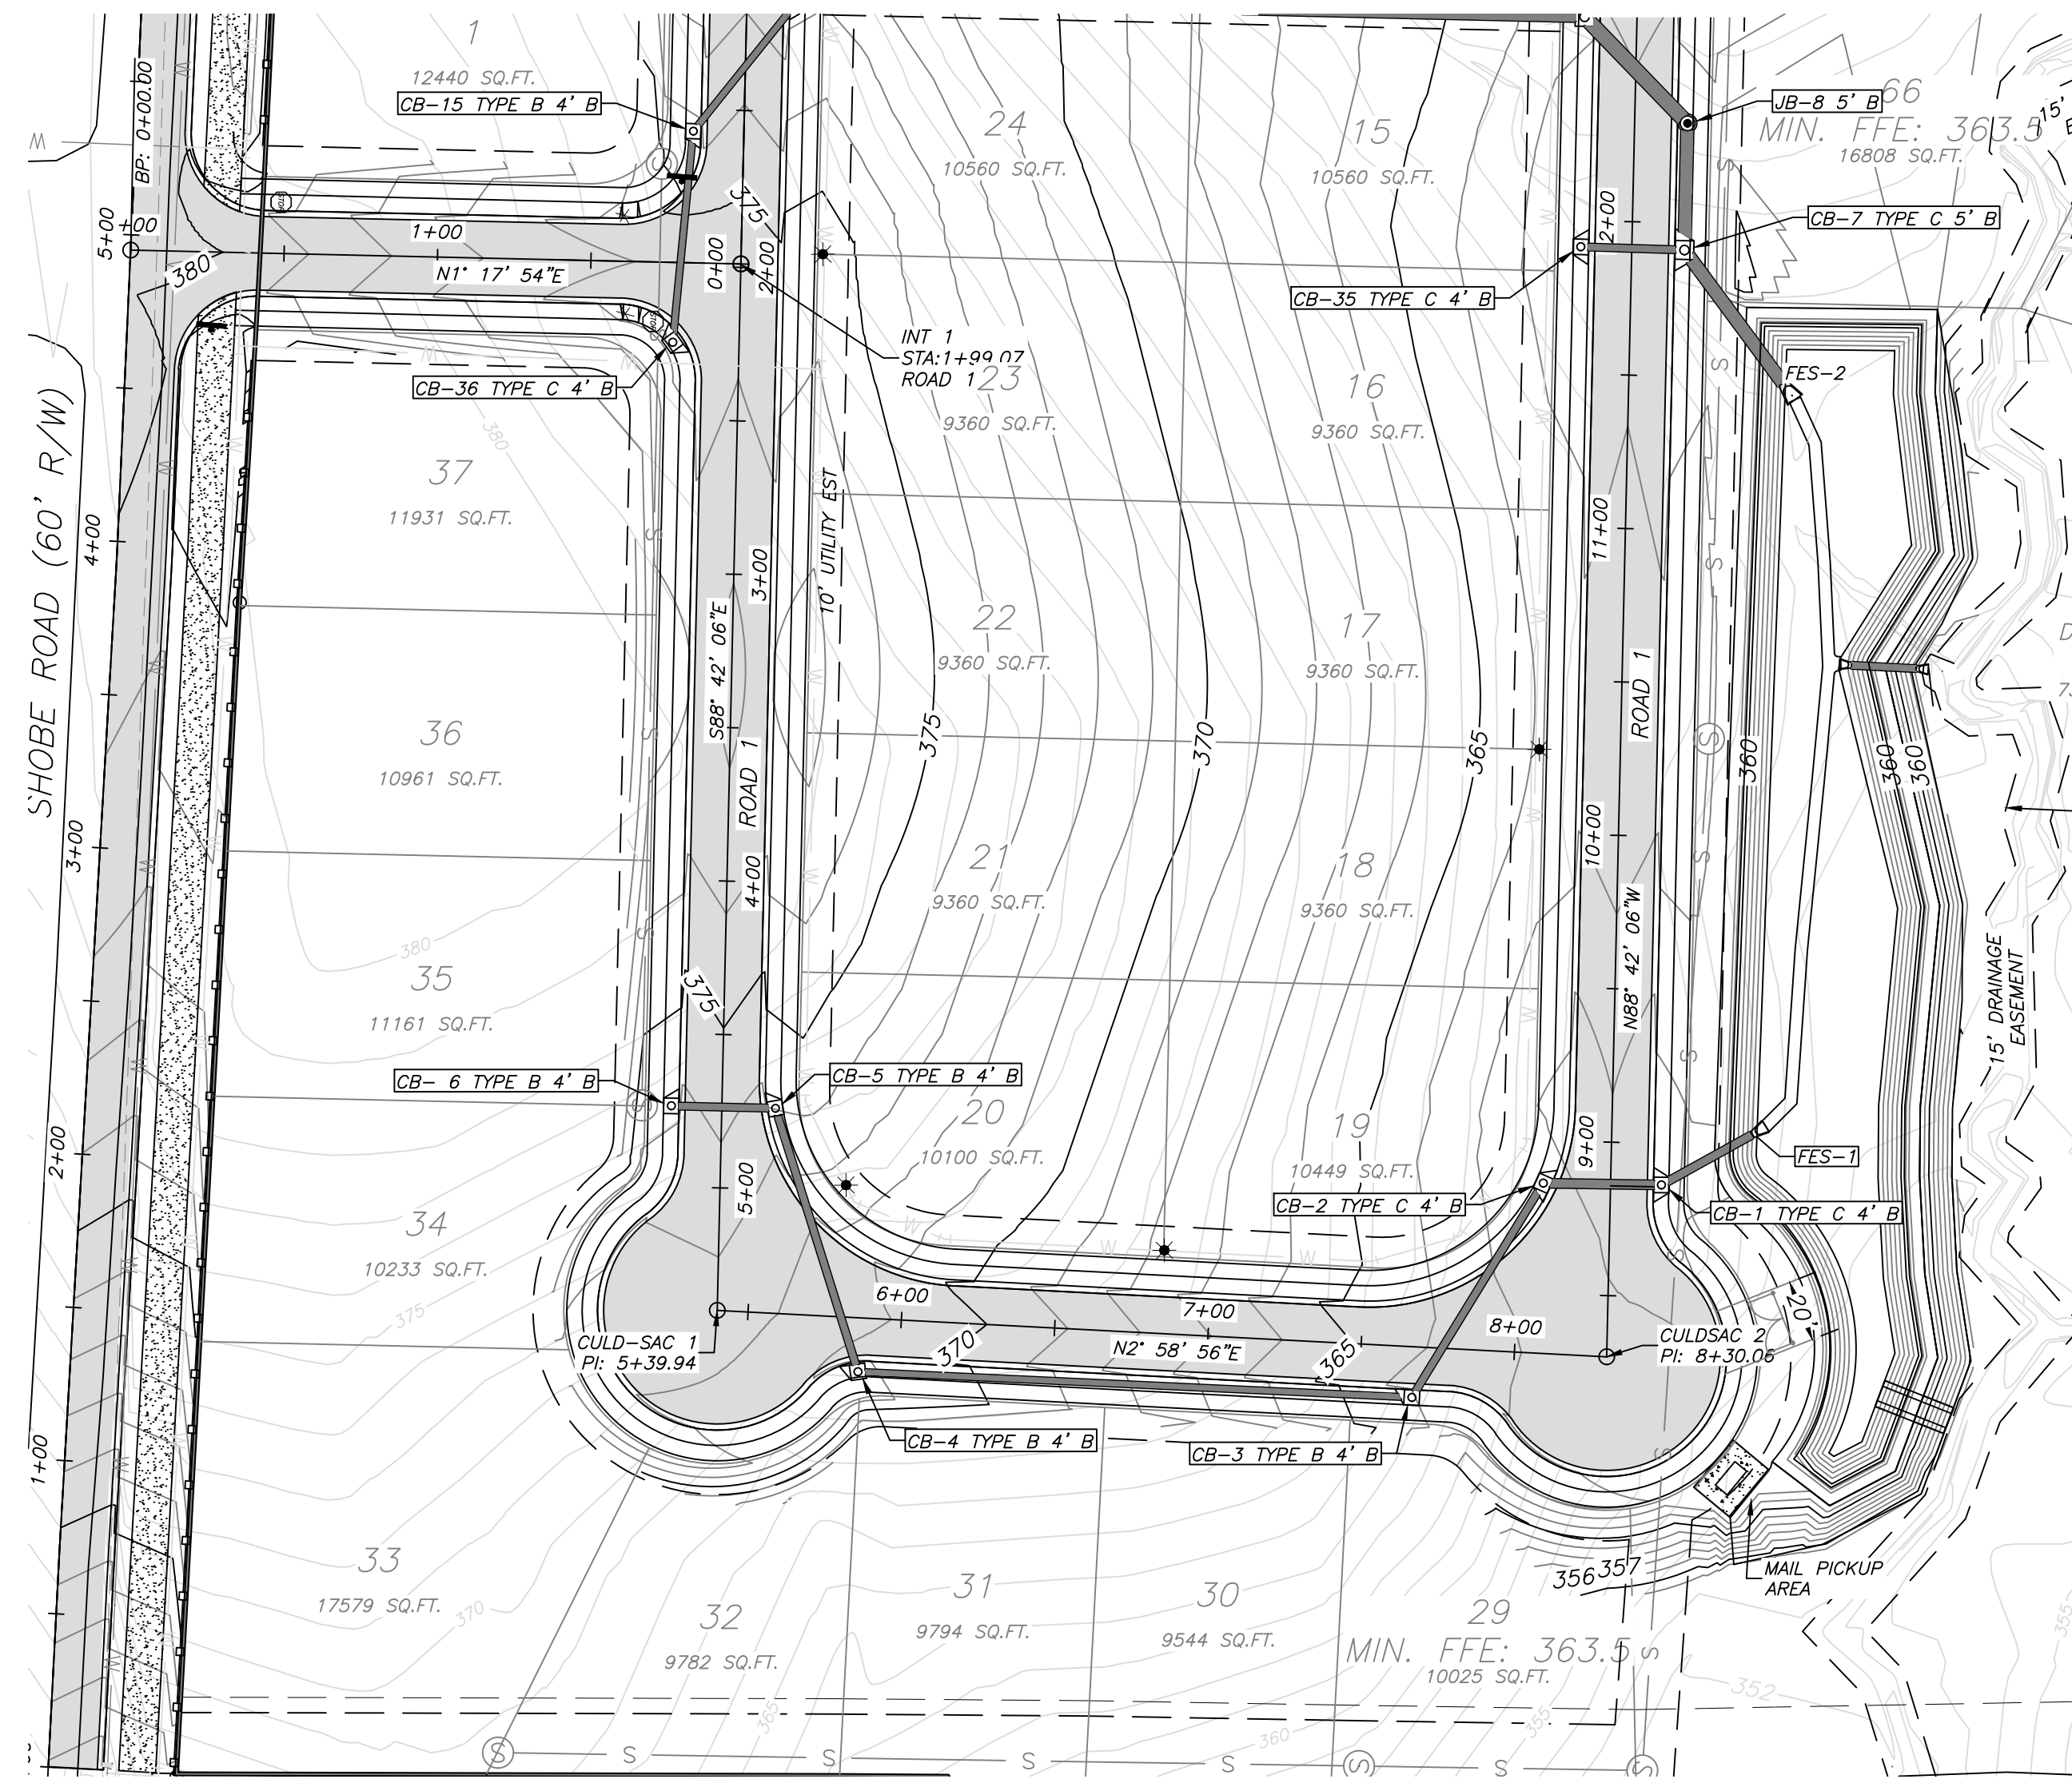 1
12440 SQ.FT.
CB-15 TYPE B 4' B
BP: 0+00.00
5+00
+00
380
1+00
N1° 17' 54"E
STOP
STOP
375
0+00
2+00
INT 1
STA:1+99.07
ROAD 1
CB-36 TYPE C 4' B
24
10560 SQ.FT.
15
10560 SQ.FT.
66
MIN. FFE: 363.5
16808 SQ.FT.
JB-8 5' B
15'
CB-7 TYPE C 5' B
2+00
CB-35 TYPE C 4' B
FES-2
23
9360 SQ.FT.
16
9360 SQ.FT.
380
37
11931 SQ.FT.
SHOBE ROAD (60' R/W)
4+00
3+00
2+00
1+00
10' UTILITY EST
3+00
S88° 42' 06"E
ROAD 1
4+00
22
9360 SQ.FT.
17
9360 SQ.FT.
11+00
ROAD 1
10+00
N88° 42' 06"W
36
10961 SQ.FT.
375
370
365
360
360
360
21
9360 SQ.FT.
18
9360 SQ.FT.
380
35
11161 SQ.FT.
375
15' DRAINAGE
EASEMENT
CB- 6 TYPE B 4' B
CB-5 TYPE B 4' B
20
10100 SQ.FT.
19
10449 SQ.FT.
9+00
FES-1
CB-2 TYPE C 4' B
CB-1 TYPE C 4' B
5+00
34
10233 SQ.FT.
375
6+00
7+00
8+00
N2° 58' 56"E
370
365
CULD-SAC 1
PI: 5+39.94
CULDSAC 2
PI: 8+30.06
20'
CB-4 TYPE B 4' B
CB-3 TYPE B 4' B
33
17579 SQ.FT.
370
32
9782 SQ.FT.
31
9794 SQ.FT.
30
9544 SQ.FT.
29
MIN. FFE: 363.5
10025 SQ.FT.
356
357
MAIL PICKUP
AREA
365
360
355
352
355
S S S S S S